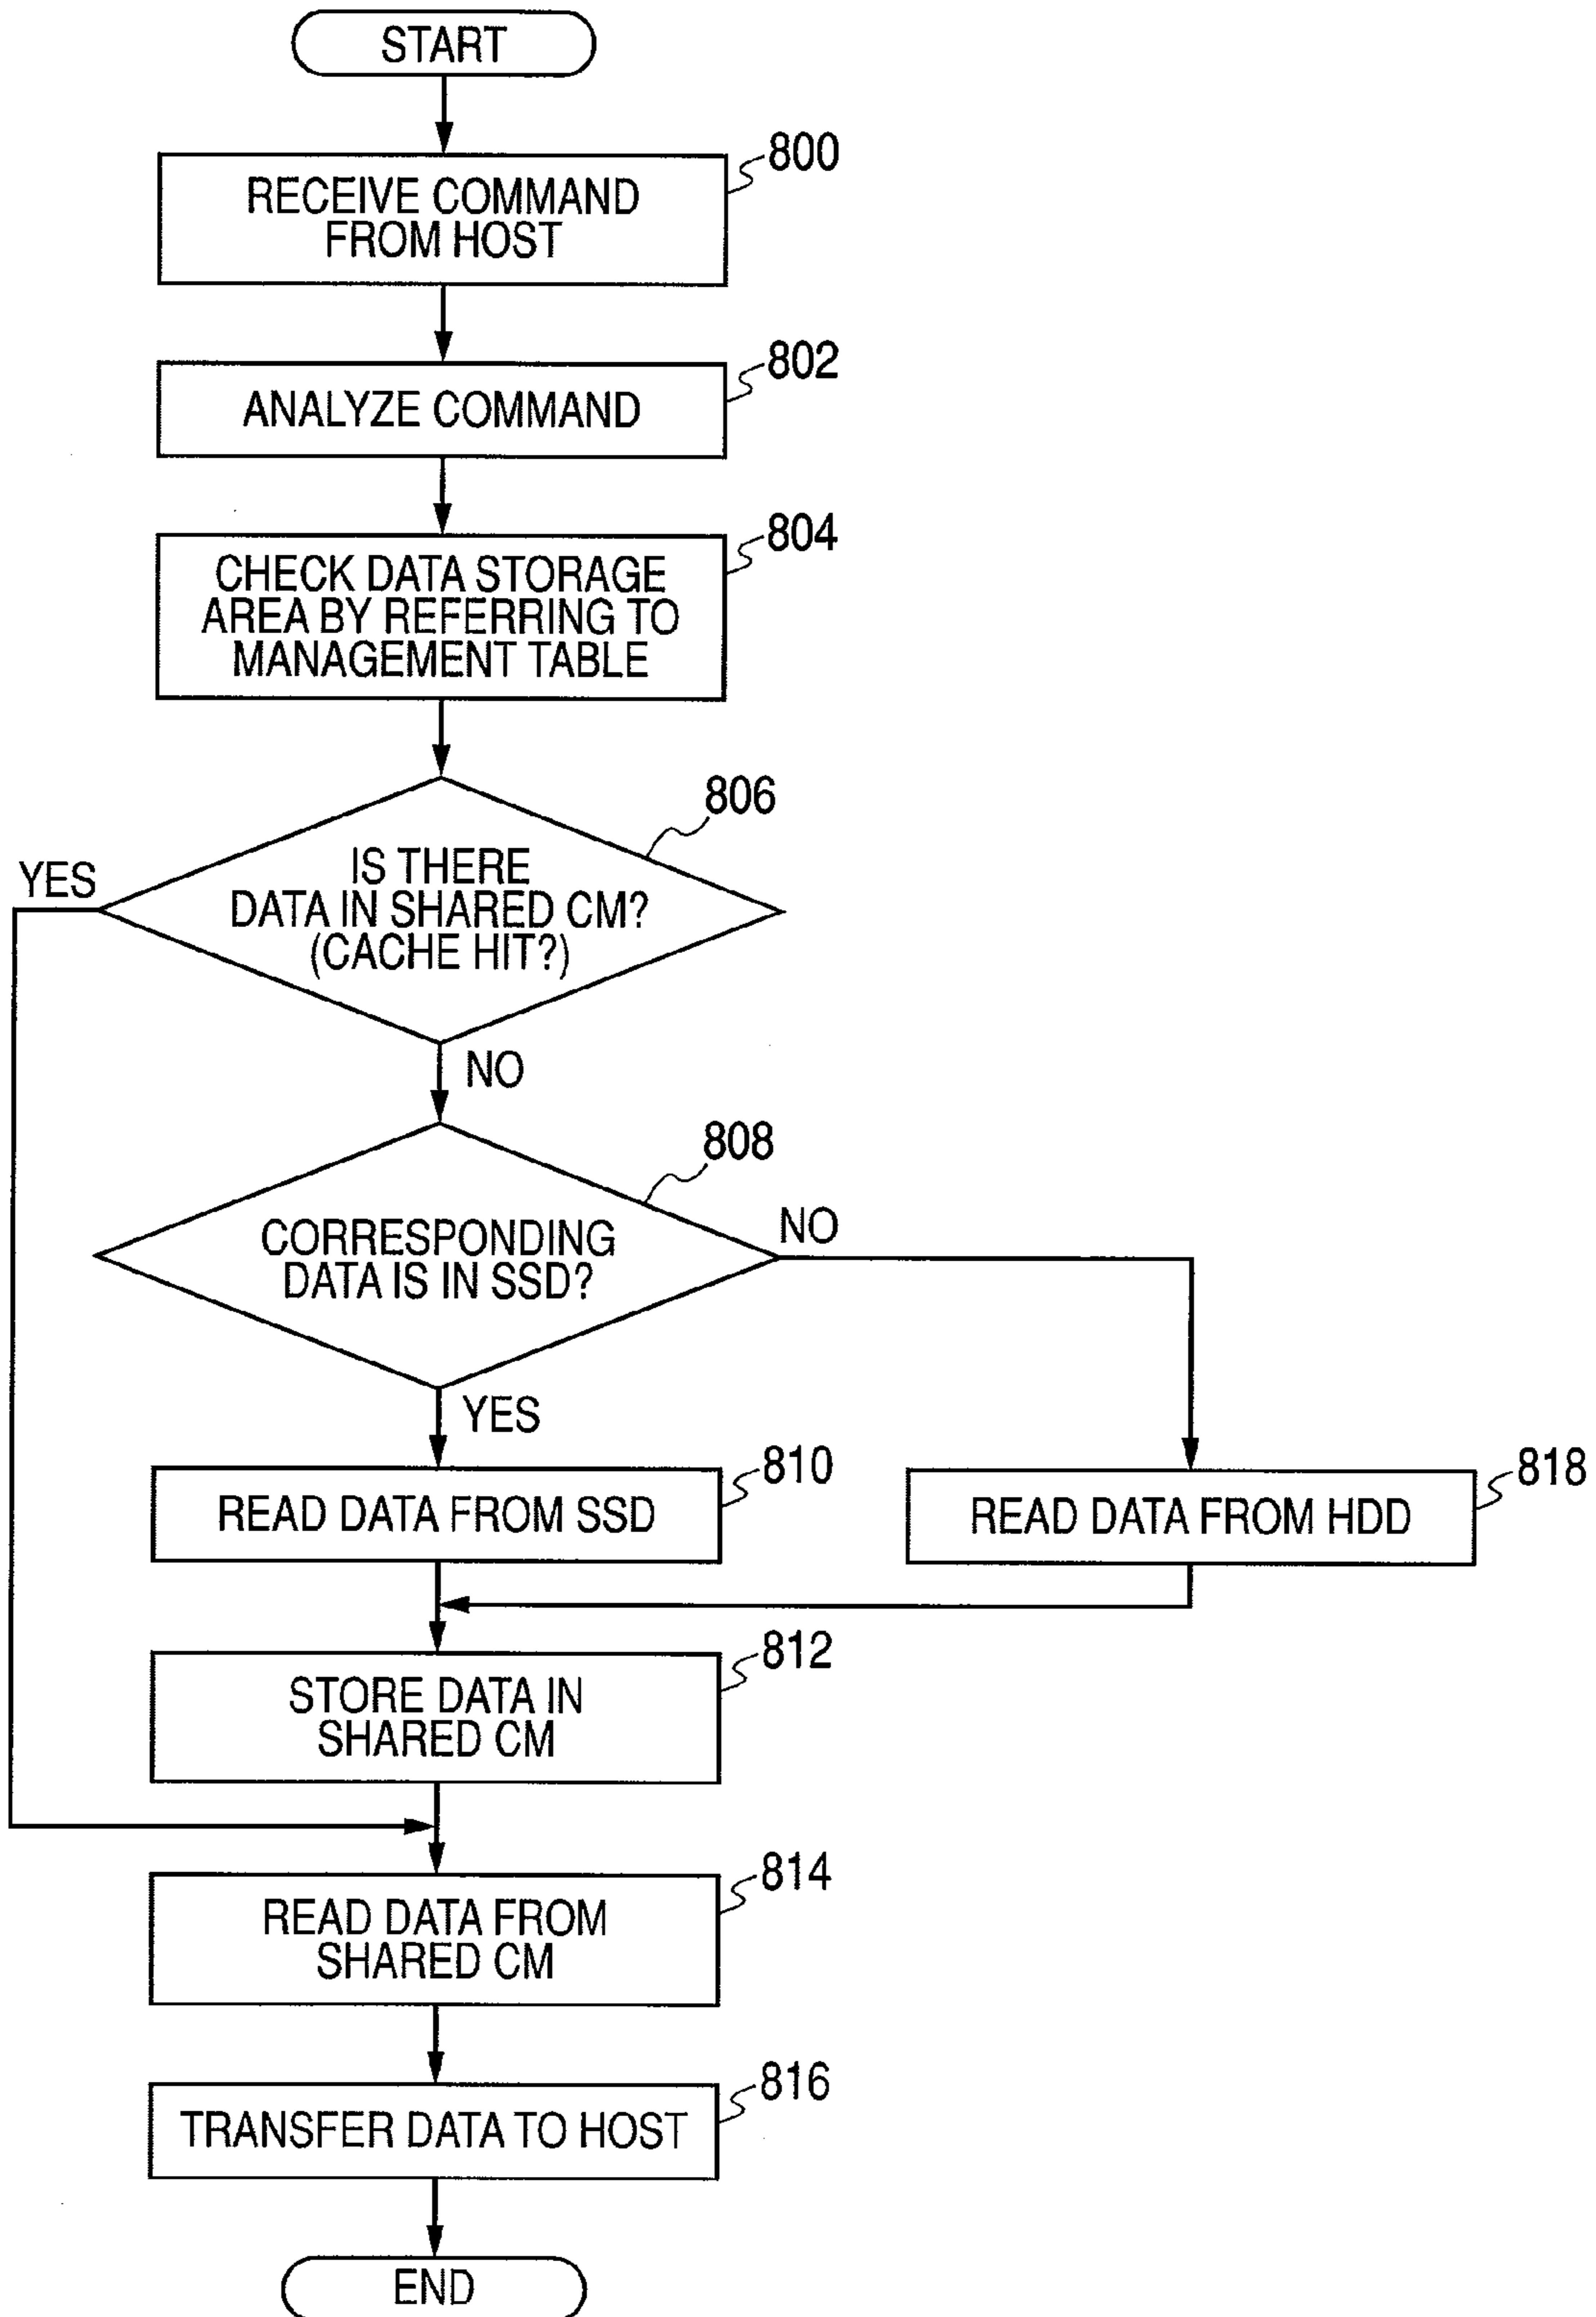 START
800
RECEIVE COMMAND
FROM HOST
802
ANALYZE COMMAND
804
CHECK DATA STORAGE
AREA BY REFERRING TO
MANAGEMENT TABLE
806
YES
IS THERE
DATA IN SHARED CM?
(CACHE HIT?)
NO
808
NO
CORRESPONDING
DATA IS IN SSD?
YES
810
READ DATA FROM SSD
818
READ DATA FROM HDD
812
STORE DATA IN
SHARED CM
814
READ DATA FROM
SHARED CM
816
TRANSFER DATA TO HOST
END